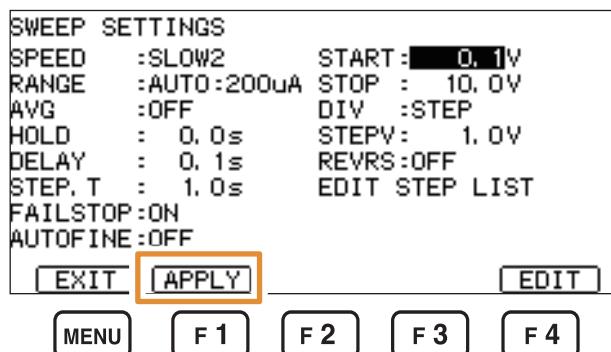 SWEEP SETTINGS
SPEED :SLOW2 START: 0.1V
RANGE :AUTO:200uA STOP : 10.0V
AVG :OFF DIV :STEP
HOLD : 0.0s STEPV: 1.0V
DELAY : 0.1s REVRS:OFF
STEP.T : 1.0s EDIT STEP LIST
FAILSTOP:ON
AUTOFINE:OFF
EXIT APPLY EDIT
MENU F1 F2 F3 F4